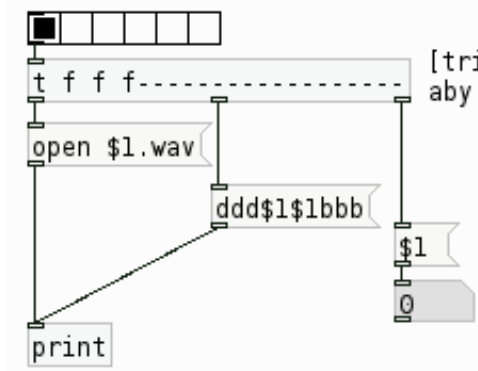 t f f f------------------
[tri
aby
open $1.wav
ddd$1$1bbb
$1
0
print